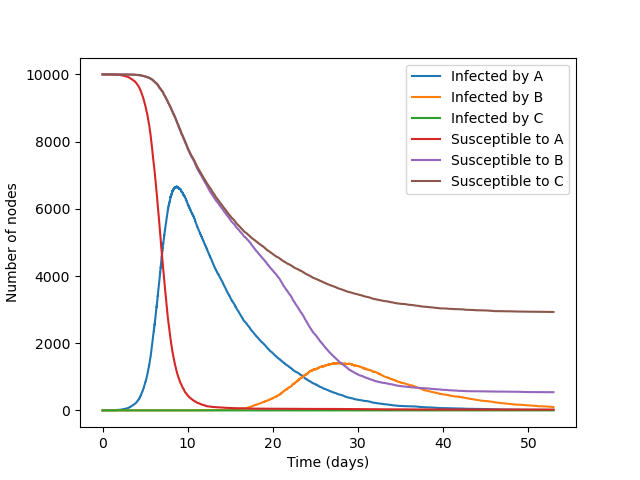 Number of nodes
10000
8000
6000
4000
2000
0
Infected by A
Infected by B
Infected by C
Susceptible to A
Susceptible to B
Susceptible to C
0 10 20 30 40 50
Time (days)